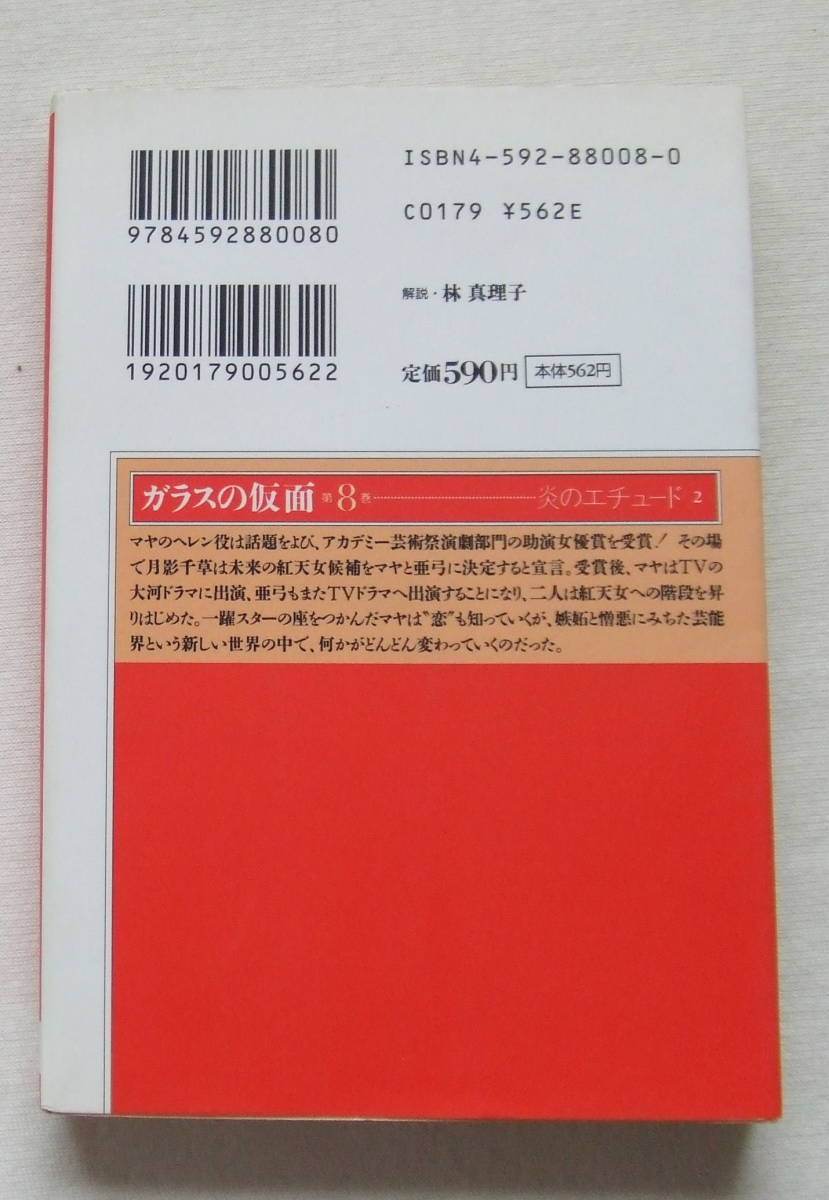 ISBN4-592-88008-0
9784592880080
C0179 ¥562E
解説・林 真理子
1920179005622
定価590円 本体562円
ガラスの仮面 第8巻 炎のエチュード 2
マヤのヘレン役は話題をよび、アカデミー芸術祭演劇部門の助演女優賞を受賞! その場
で月影千草は未来の紅天女候補をマヤと亜弓に決定すると宣言。受賞後、マヤはTVの
大河ドラマに出演、亜弓もまたTVドラマへ出演することになり、二人は紅天女への階段を昇
りはじめた。一躍スターの座をつかんだマヤは〝恋〟も知っていくが、嫉妬と憎悪にみちた芸能
界という新しい世界の中で、何かがどんどん変わっていくのだった。